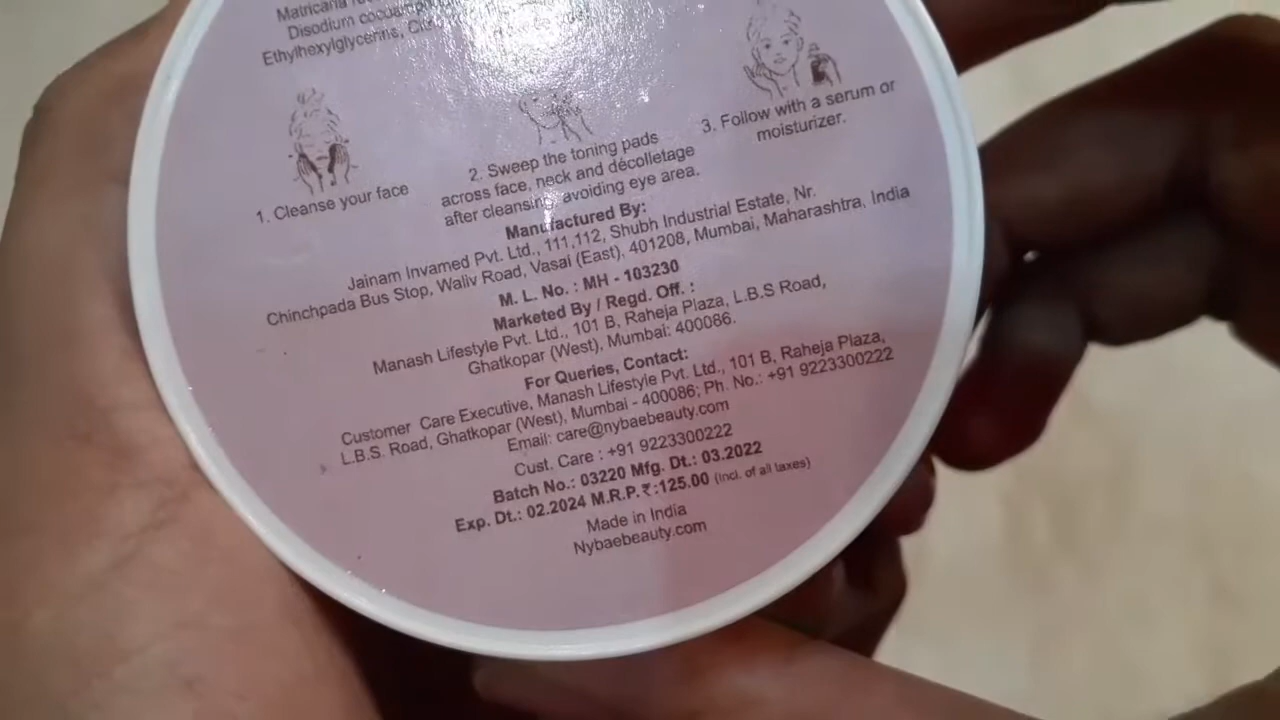 Matricaria
Disodium
Ethylhexylglycerine,
1. Cleanse your face
2. Sweep the toning pads
across face, neck and décolletage
after cleansing avoiding eye area.
3. Follow with a serum or
moisturizer.
Manufactured By:
Jainam Invamed Pvt. Ltd., 111,112, Shubh Industrial Estate, Nr.
Chinchpada Bus Stop, Waliv Road, Vasai (East), 401208, Mumbai, Maharashtra, India
M. L. No. : MH - 103230
Marketed By / Regd. Off. :
Manash Lifestyle Pvt. Ltd., 101 B, Raheja Plaza, L.B.S Road,
Ghatkopar (West), Mumbai: 400086.
For Queries, Contact:
Customer Care Executive, Manash Lifestyle Pvt. Ltd., 101 B, Raheja Plaza,
L.B.S. Road, Ghatkopar (West), Mumbai - 400086; Ph. No.: +91 9223300222
Email: care@nybaebeauty.com
Cust. Care : +91 9223300222
Batch No.: 03220 Mfg. Dt.: 03.2022
Exp. Dt.: 02.2024 M.R.P.₹:125.00 (incl. of all taxes)
Made in India
Nybaebeauty.com